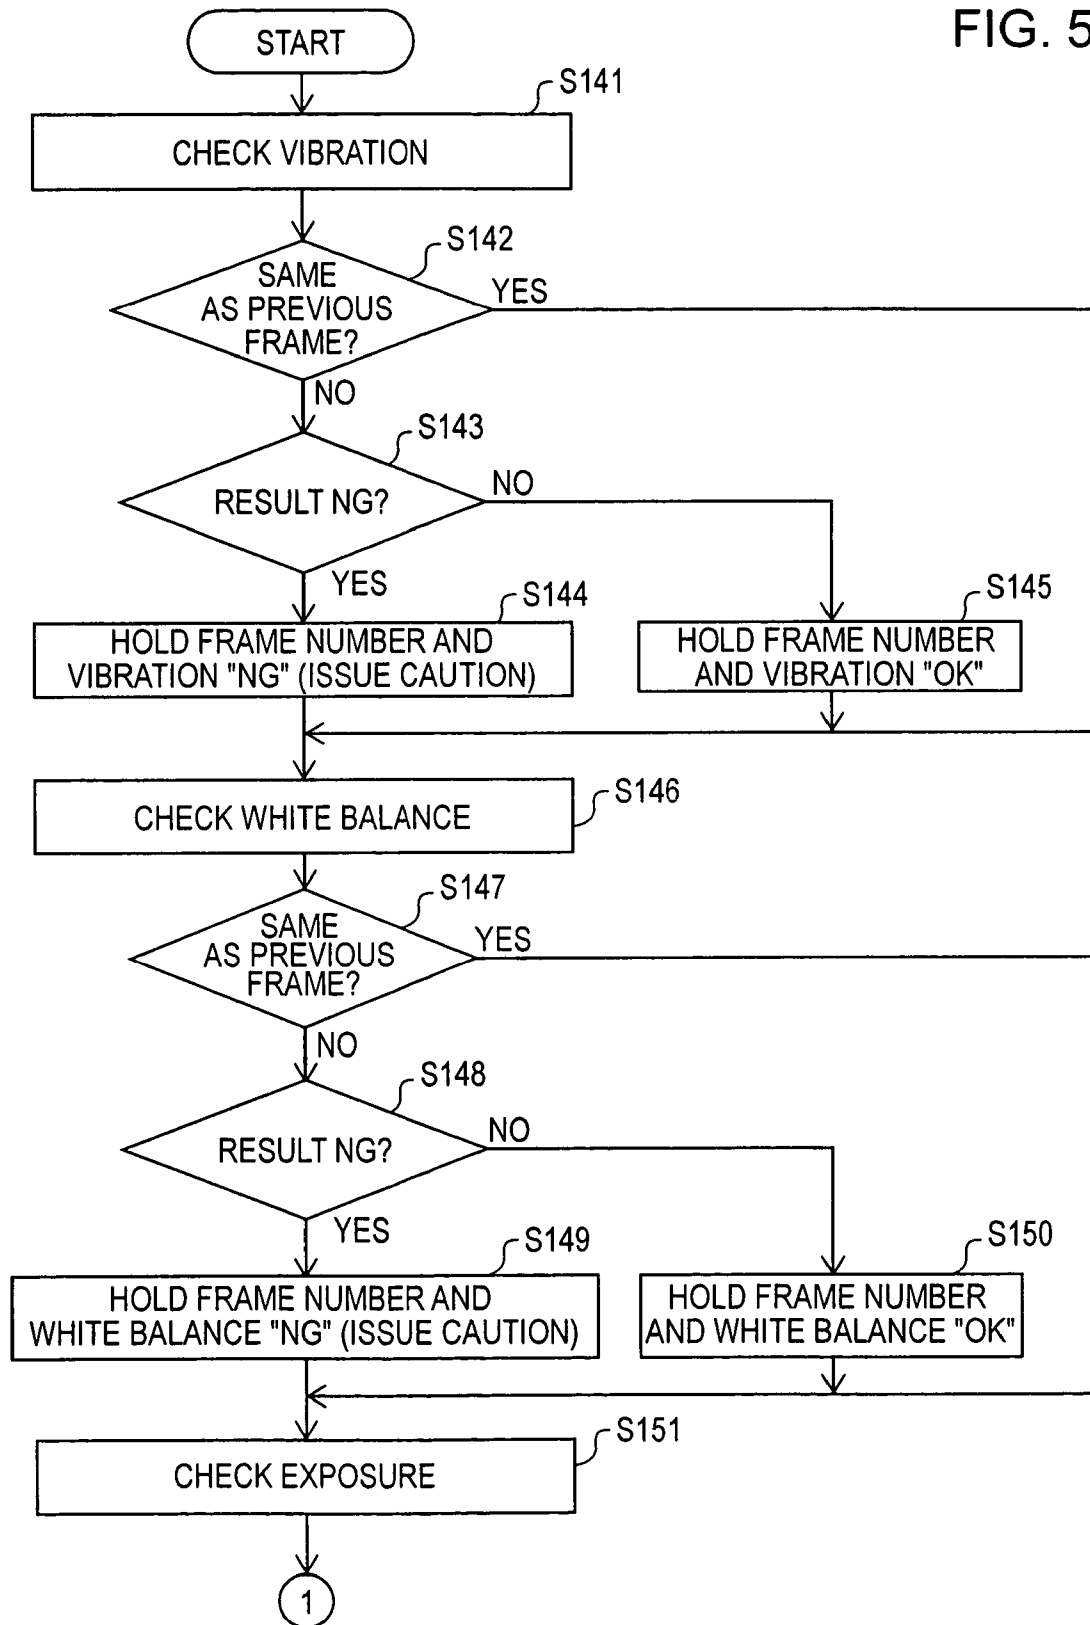 FIG. 5
START
S141
CHECK VIBRATION
S142
SAME
AS PREVIOUS
FRAME?
YES
NO
S143
RESULT NG?
NO
YES
S144
HOLD FRAME NUMBER AND
VIBRATION "NG" (ISSUE CAUTION)
S145
HOLD FRAME NUMBER
AND VIBRATION "OK"
S146
CHECK WHITE BALANCE
S147
SAME
AS PREVIOUS
FRAME?
YES
NO
S148
RESULT NG?
NO
YES
S149
HOLD FRAME NUMBER AND
WHITE BALANCE "NG" (ISSUE CAUTION)
S150
HOLD FRAME NUMBER
AND WHITE BALANCE "OK"
S151
CHECK EXPOSURE
1